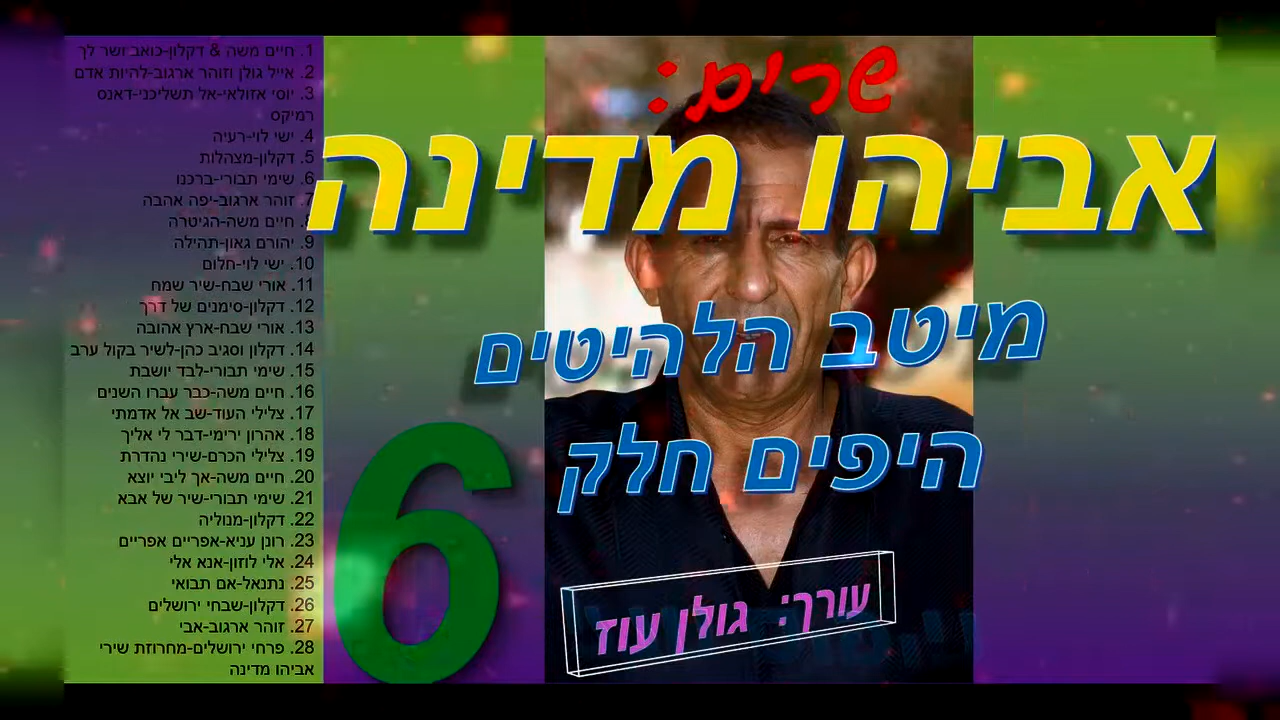 שרים:
אביהו מדינה
מיטב הלהיטים
היפים חלק
6
עורך: גולן עוז
1. חיים משה & דקלון-כואב ושר לך
2. אייל גולן וזוהר ארגוב-להיות אדם
3. יוסי אזולאי-אל תשליכני-דאנס
רמיקס
4. ישי לוי-רעיה
5. דקלון-מצהלות
6. שימי תבורי-ברכנו
7. זוהר ארגוב-יפה אהבה
8. חיים משה-הגיטרה
9. יהורם גאון-תהילה
10. ישי לוי-חלום
11. אורי שבח-שיר שמח
12. דקלון-סימנים של דרך
13. אורי שבח-ארץ אהובה
14. דקלון וסגיב כהן-לשיר בקול ערב
15. שימי תבורי-לבד יושבת
16. חיים משה-כבר עברו השנים
17. צלילי העוד-שב אל אדמתי
18. אהרון ירימי-דבר לי אליך
19. צלילי הכרם-שירי נהדרת
20. חיים משה-אך ליבי יוצא
21. שימי תבורי-שיר של אבא
22. דקלון-מנוליה
23. רונן עניא-אפריים אפריים
24. אלי לוזון-אנא אלי
25. נתנאל-אם תבואי
26. דקלון-שבחי ירושלים
27. זוהר ארגוב-אבי
28. פרחי ירושלים-מחרוזת שירי
אביהו מדינה